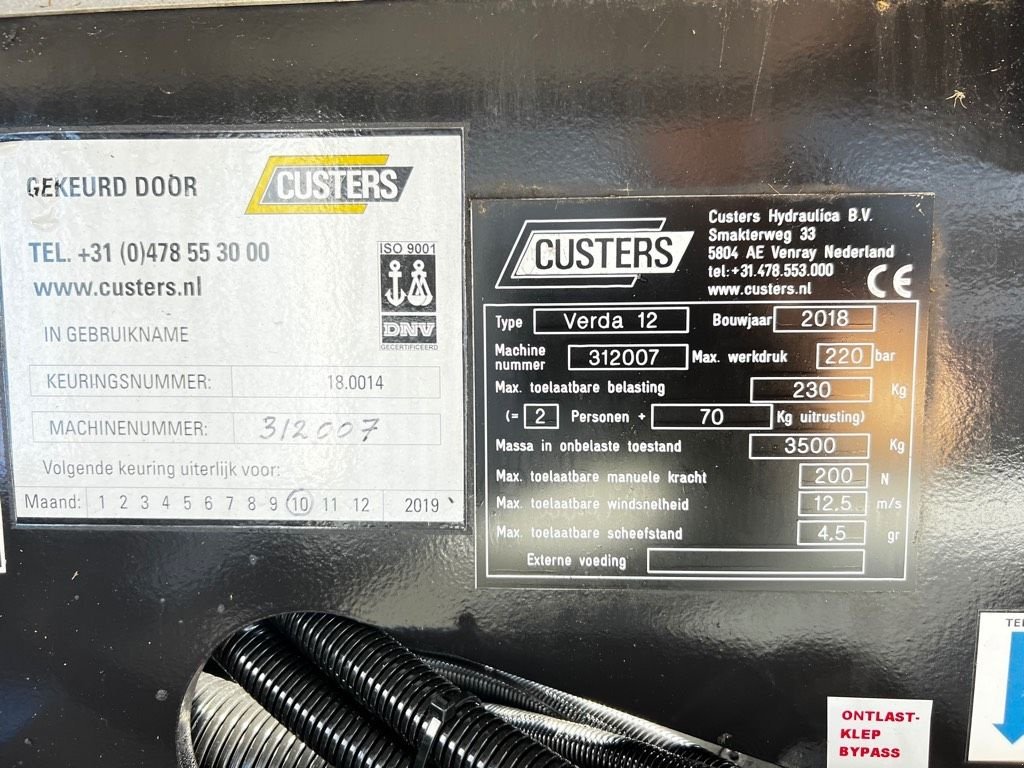 GEKEURD DOOR
CUSTERS
TEL. +31 (0)478 55 30 00
www.custers.nl
ISO 9001
DNV
GECERTIFICEERD
IN GEBRUIKNAME
KEURINGSNUMMER: 18.0014
MACHINENUMMER: 312007
Volgende keuring uiterlijk voor:
Maand: 1 2 3 4 5 6 7 8 9 10 11 12 2019
CUSTERS
Custers Hydraulica B.V.
Smakterweg 33
5804 AE Venray Nederland
tel:+31.478.553.000
www.custers.nl
CE
Type Verda 12 Bouwjaar 2018
Machine nummer 312007 Max. werkdruk 220 bar
Max. toelaatbare belasting 230 Kg
(= 2 Personen + 70 Kg uitrusting)
Massa in onbelaste toestand 3500 Kg
Max. toelaatbare manuele kracht 200 N
Max. toelaatbare windsnelheid 12.5 m/s
Max. toelaatbare scheefstand 4.5 gr
Externe voeding
ONTLAST-
KLEP
BYPASS